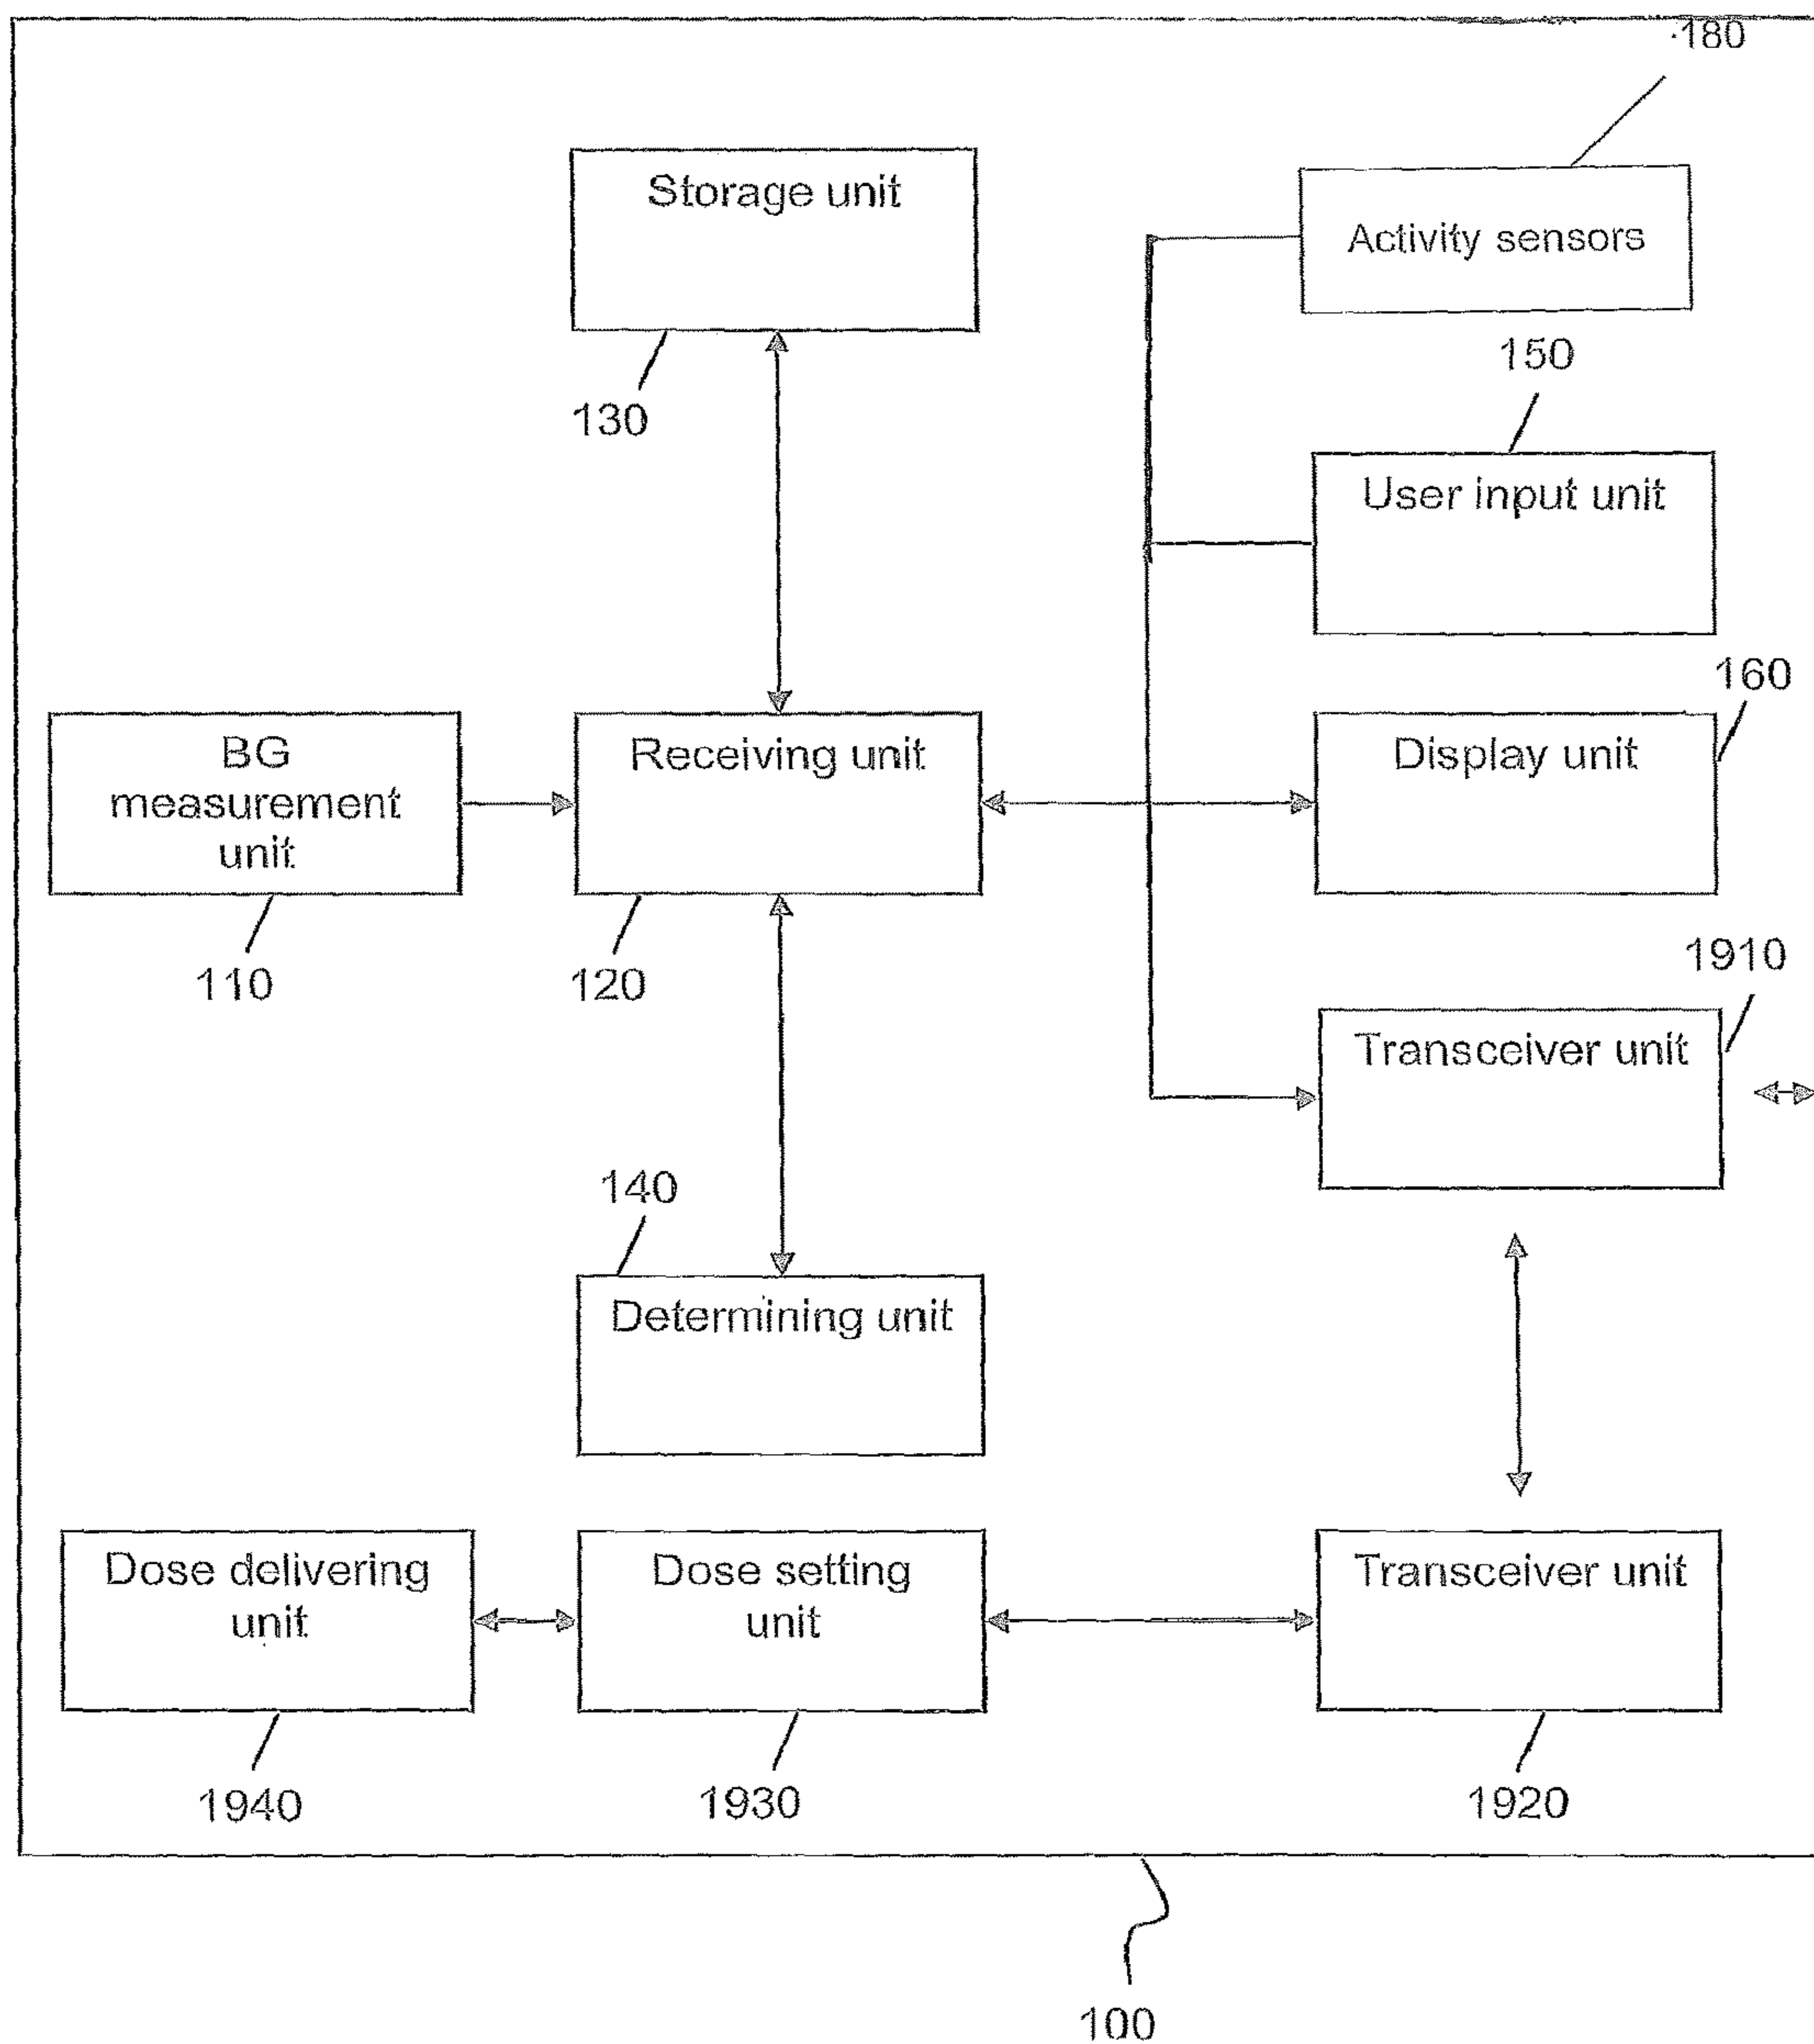 180
Storage unit
Activity sensors
130
150
User input unit
160
BG
measurement
unit
Receiving unit
Display unit
110
120
1910
Transceiver unit
140
Determining unit
Dose delivering
unit
Dose setting
unit
Transceiver unit
1940
1930
1920
100